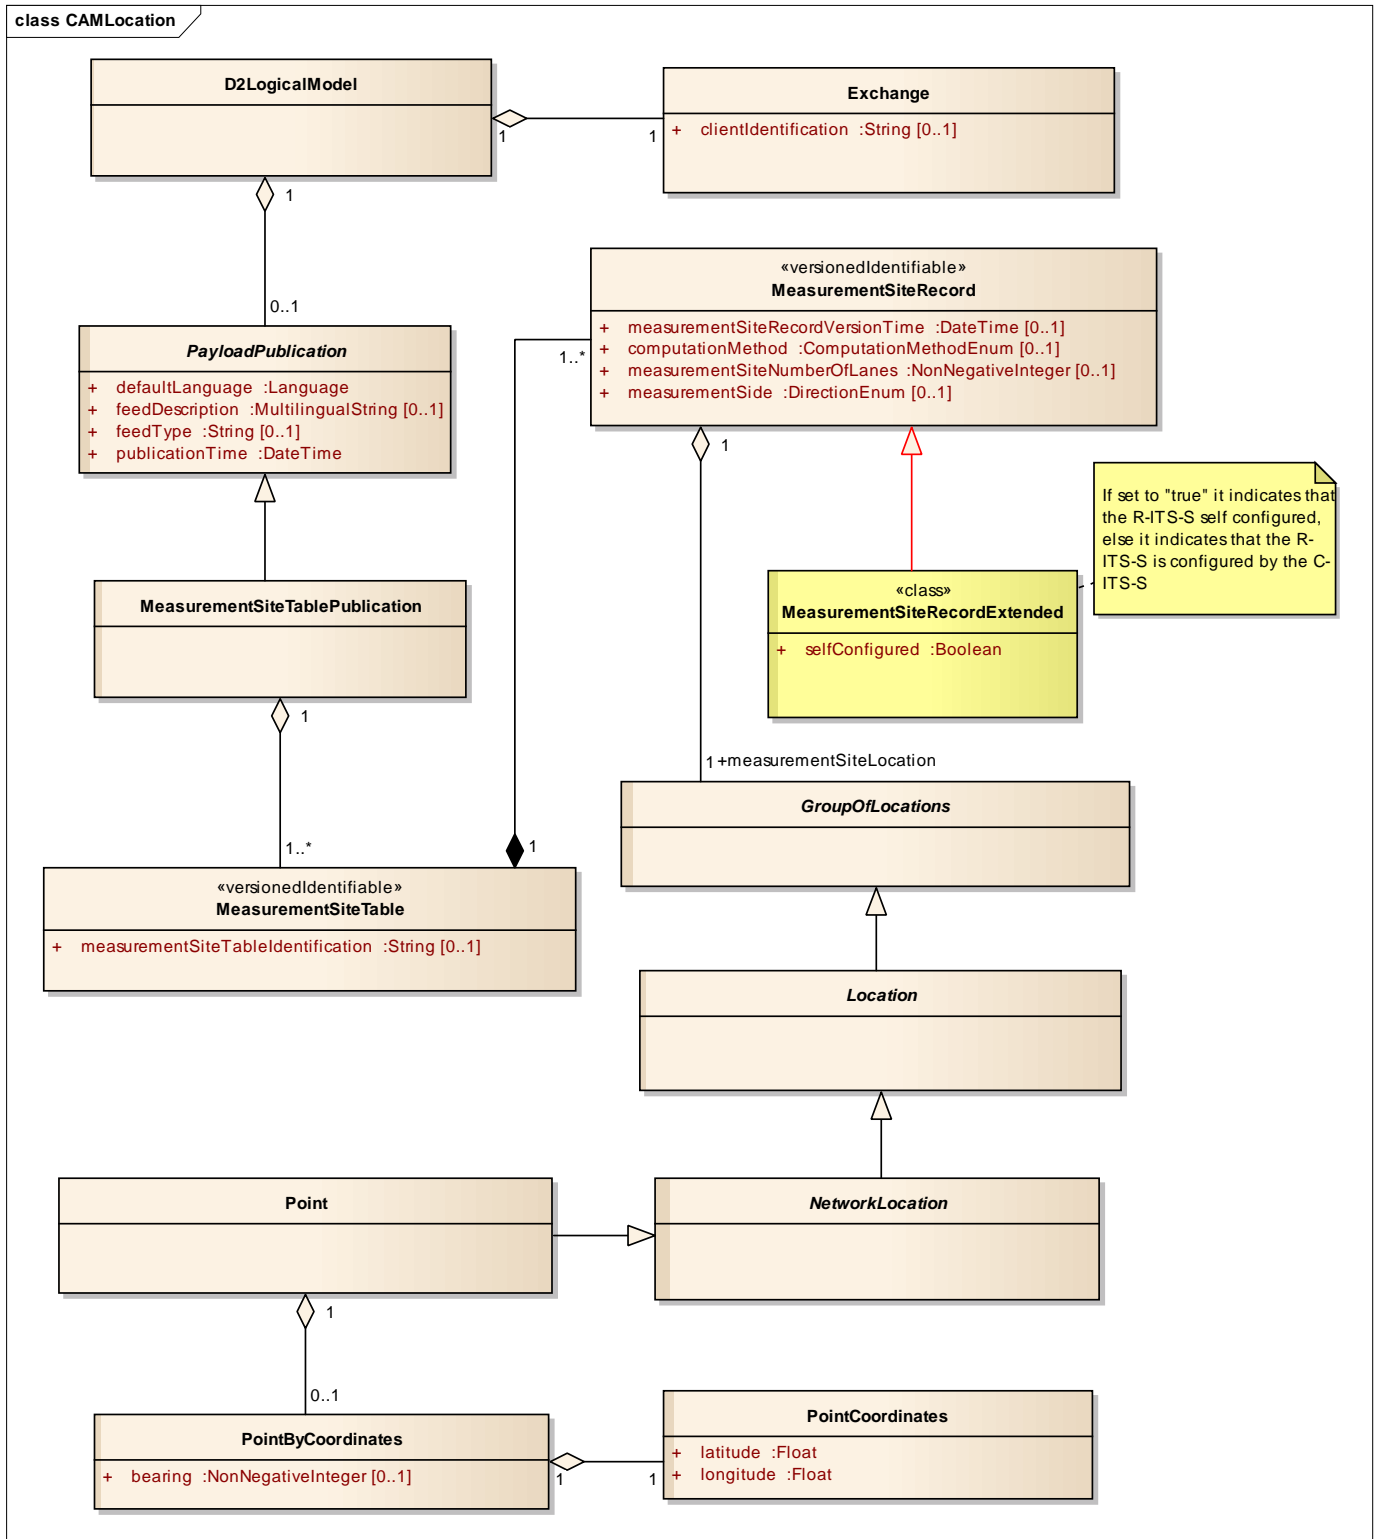 class CAMLocation
D2LogicalModel
Exchange
+ clientIdentification :String [0..1]
1
1
1
0..1
«versionedIdentifiable»
MeasurementSiteRecord
+ measurementSiteRecordVersionTime :DateTime [0..1]
+ computationMethod :ComputationMethodEnum [0..1]
+ measurementSiteNumberOfLanes :NonNegativeInteger [0..1]
+ measurementSide :DirectionEnum [0..1]
1..*
1
PayloadPublication
+ defaultLanguage :Language
+ feedDescription :MultilingualString [0..1]
+ feedType :String [0..1]
+ publicationTime :DateTime
If set to "true" it indicates that
the R-ITS-S self configured,
else it indicates that the R-
ITS-S is configured by the C-
ITS-S
«class»
MeasurementSiteRecordExtended
+ selfConfigured :Boolean
MeasurementSiteTablePublication
1
1..*
1 +measurementSiteLocation
GroupOfLocations
1
«versionedIdentifiable»
MeasurementSiteTable
+ measurementSiteTableIdentification :String [0..1]
Location
Point
NetworkLocation
1
0..1
PointByCoordinates
+ bearing :NonNegativeInteger [0..1]
1
1
PointCoordinates
+ latitude :Float
+ longitude :Float